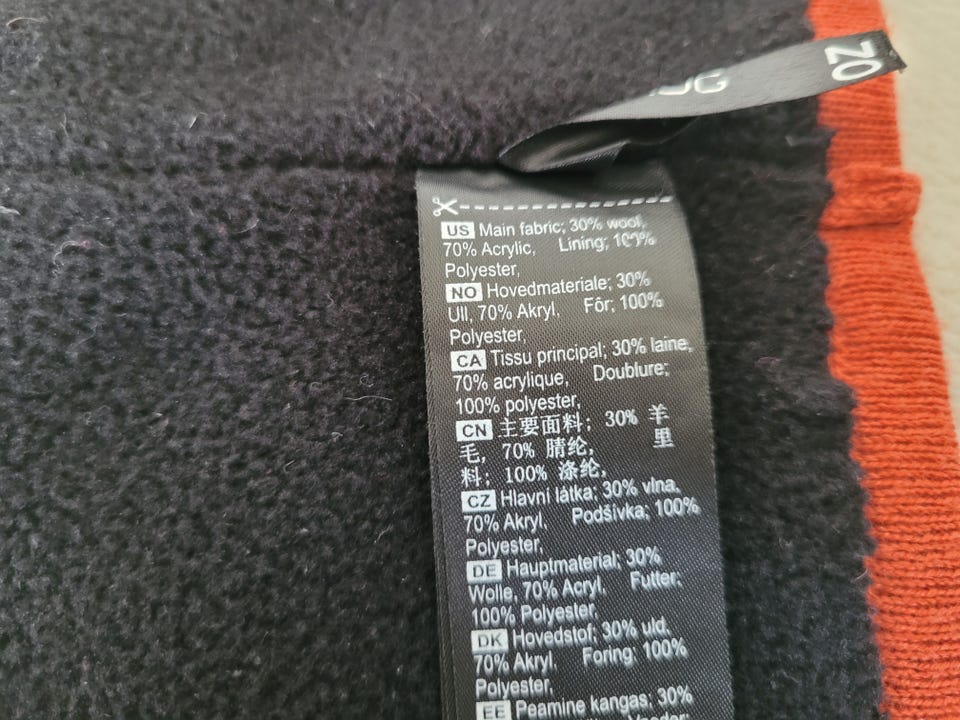 ZO
US Main fabric; 30% wool,
70% Acrylic, Lining; 100%
Polyester,
NO Hovedmateriale; 30%
Ull, 70% Akryl. Fôr; 100%
Polyester,
CA Tissu principal; 30% laine,
70% acrylique, Doublure;
100% polyester,
CN 主要面料; 30% 羊
毛, 70% 腈纶, 里
料; 100% 涤纶,
CZ Hlavní látka; 30% vlna,
70% Akryl, Podšívka; 100%
Polyester,
DE Hauptmaterial; 30%
Wolle, 70% Acryl, Futter;
100% Polyester,
DK Hovedstof; 30% uld,
70% Akryl, Foring: 100%
Polyester,
EE Peamine kangas; 30%